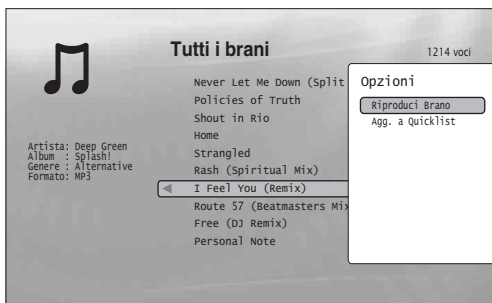 Tutti i brani
1214 voci
Never Let Me Down (Split
Policies of Truth
Shout in Rio
Home
Strangled
Rash (Spiritual Mix)
I Feel You (Remix)
Route 57 (Beatmasters Mix
Free (DJ Remix)
Personal Note
Artista: Deep Green
Album : Splash!
Genere : Alternative
Formato: MP3
Opzioni
Riproduci Brano
Agg. a Quicklist